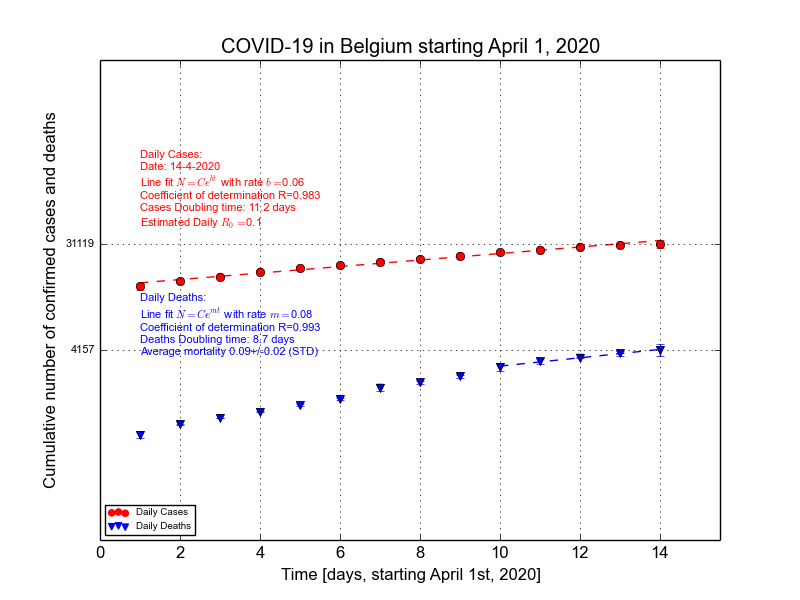 COVID-19 in Belgium starting April 1, 2020
Cumulative number of confirmed cases and deaths
Daily Cases:
Date: 14-4-2020
Line fit N=Ce^{bt} with rate b=0.06
Coefficient of determination R=0.983
Cases Doubling time: 11.2 days
Estimated Daily R_0=0.1
31119
Daily Deaths:
Line fit N=Ce^{mt} with rate m=0.08
Coefficient of determination R=0.993
Deaths Doubling time: 8.7 days
4157
Average mortality 0.09+/-0.02 (STD)
Daily Cases
Daily Deaths
0 2 4 6 8 10 12 14
Time [days, starting April 1st, 2020]